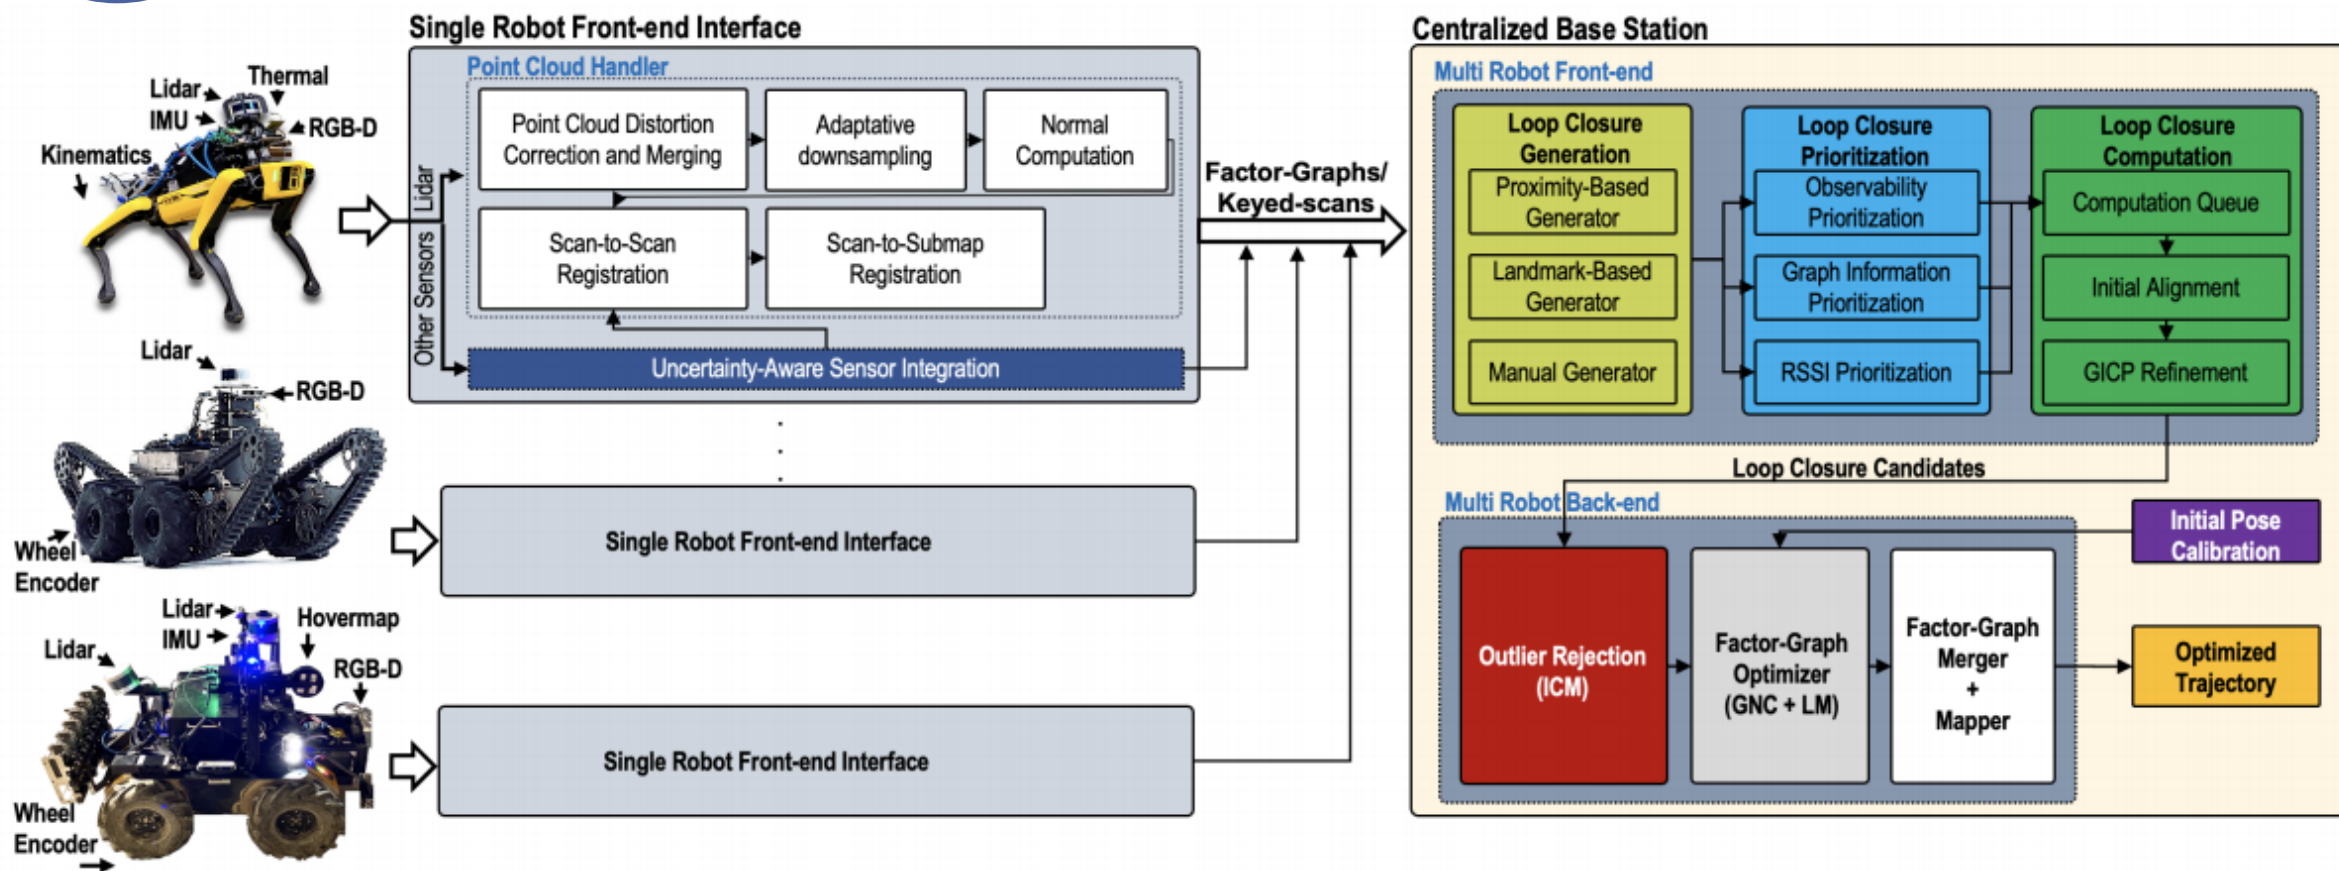 Single Robot Front-end Interface
Point Cloud Handler
Point Cloud Distortion
Correction and Merging
Adaptative
downsampling
Normal
Computation
Scan-to-Scan
Registration
Scan-to-Submap
Registration
Uncertainty-Aware Sensor Integration
Lidar
Other Sensors
Thermal
Lidar
IMU
RGB-D
Kinematics
Lidar
RGB-D
Wheel
Encoder
Single Robot Front-end Interface
Lidar
IMU
Hovermap
Lidar
RGB-D
Wheel
Encoder
Single Robot Front-end Interface
Factor-Graphs/
Keyed-scans
Centralized Base Station
Multi Robot Front-end
Loop Closure
Generation
Proximity-Based
Generator
Landmark-Based
Generator
Manual Generator
Loop Closure
Prioritization
Observability
Prioritization
Graph Information
Prioritization
RSSI Prioritization
Loop Closure
Computation
Computation Queue
Initial Alignment
GICP Refinement
Loop Closure Candidates
Multi Robot Back-end
Outlier Rejection
(ICM)
Factor-Graph
Optimizer
(GNC + LM)
Factor-Graph
Merger
+
Mapper
Initial Pose
Calibration
Optimized
Trajectory